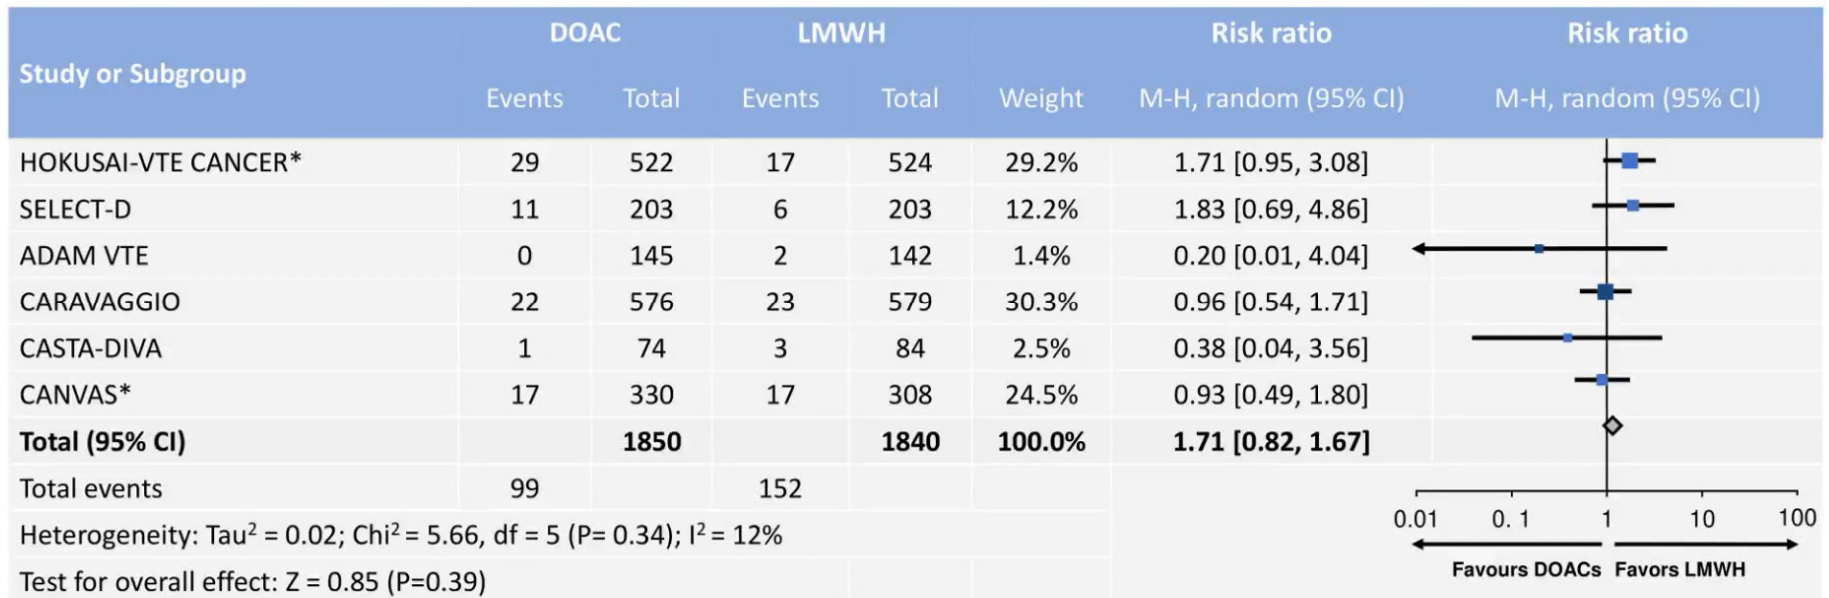 DOAC LMWH Risk ratio Risk ratio
Study or Subgroup
Events Total Events Total Weight M-H, random (95% CI) M-H, random (95% CI)
HOKUSAI-VTE CANCER* 29 522 17 524 29.2% 1.71 [0.95, 3.08]
SELECT-D 11 203 6 203 12.2% 1.83 [0.69, 4.86]
ADAM VTE 0 145 2 142 1.4% 0.20 [0.01, 4.04]
CARAVAGGIO 22 576 23 579 30.3% 0.96 [0.54, 1.71]
CASTA-DIVA 1 74 3 84 2.5% 0.38 [0.04, 3.56]
CANVAS* 17 330 17 308 24.5% 0.93 [0.49, 1.80]
Total (95% CI) 1850 1840 100.0% 1.71 [0.82, 1.67]
Total events 99 152
0.01 0. 1 1 10 100
Heterogeneity: Tau² = 0.02; Chi² = 5.66, df = 5 (P= 0.34); I² = 12%
Favours DOACs Favors LMWH
Test for overall effect: Z = 0.85 (P=0.39)